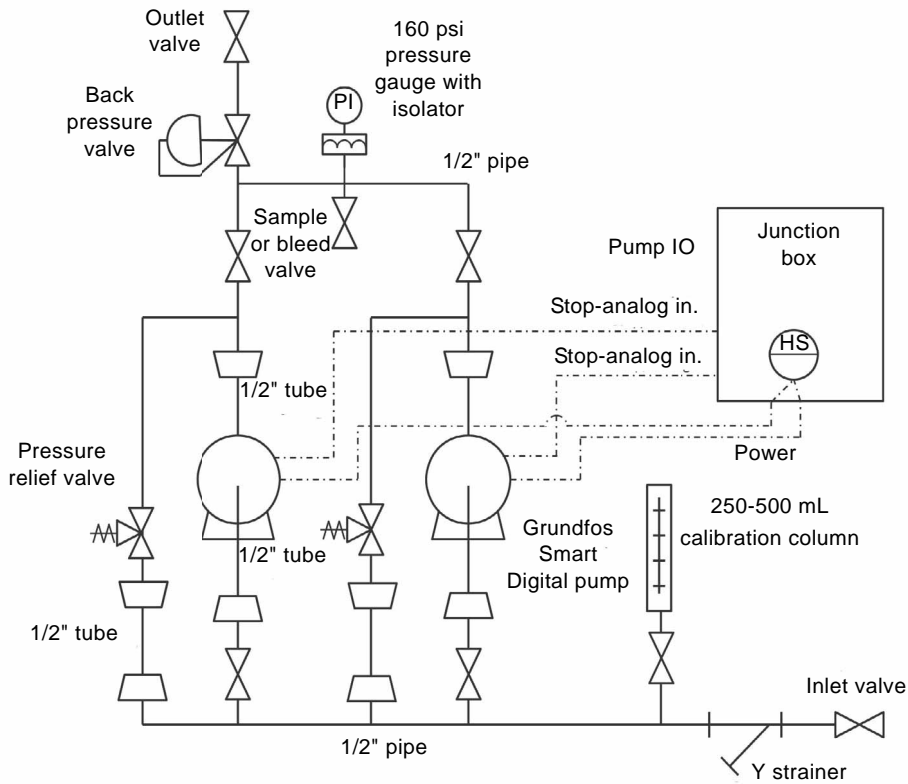 Outlet
valve
160 psi
pressure
gauge with
isolator
PI
Back
pressure
valve
1/2" pipe
Sample
or bleed
valve
Pump IO
Junction
box
Stop-analog in.
HS
Stop-analog in.
1/2" tube
Power
Pressure
relief valve
250-500 mL
calibration column
Grundfos
Smart
Digital pump
1/2" tube
1/2" tube
Inlet valve
1/2" pipe
Y strainer